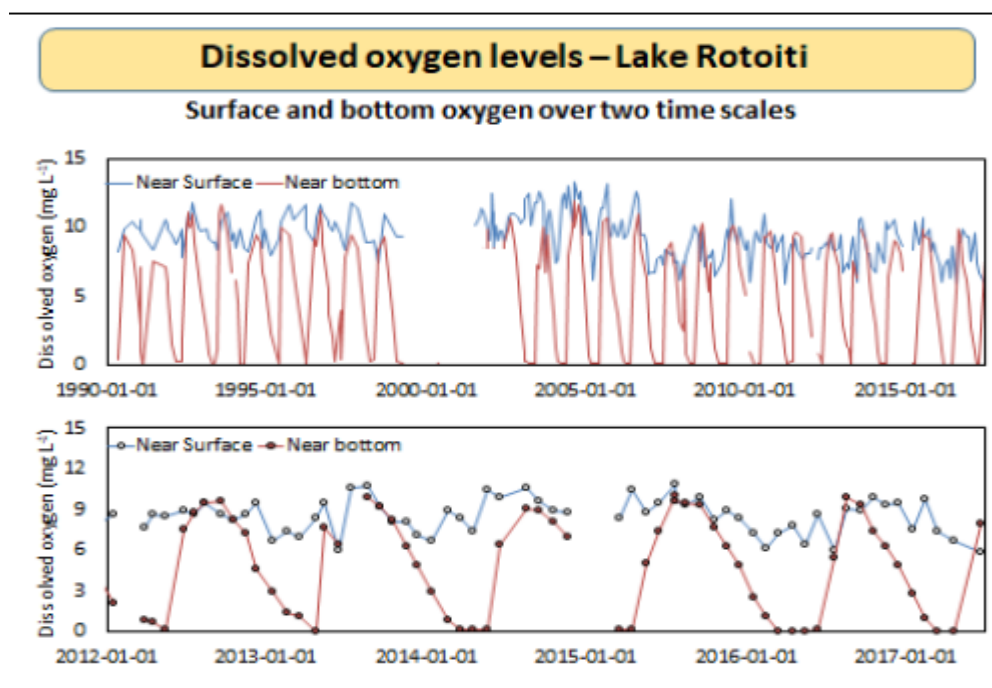 Dissolved oxygen levels – Lake Rotoiti
Surface and bottom oxygen over two time scales
Near Surface Near bottom
Dissolved oxygen (mg L⁻¹)
15
10
5
0
1990-01-01 1995-01-01 2000-01-01 2005-01-01 2010-01-01 2015-01-01
Near Surface Near bottom
Dissolved oxygen (mg L⁻¹)
15
12
9
6
3
0
2012-01-01 2013-01-01 2014-01-01 2015-01-01 2016-01-01 2017-01-01